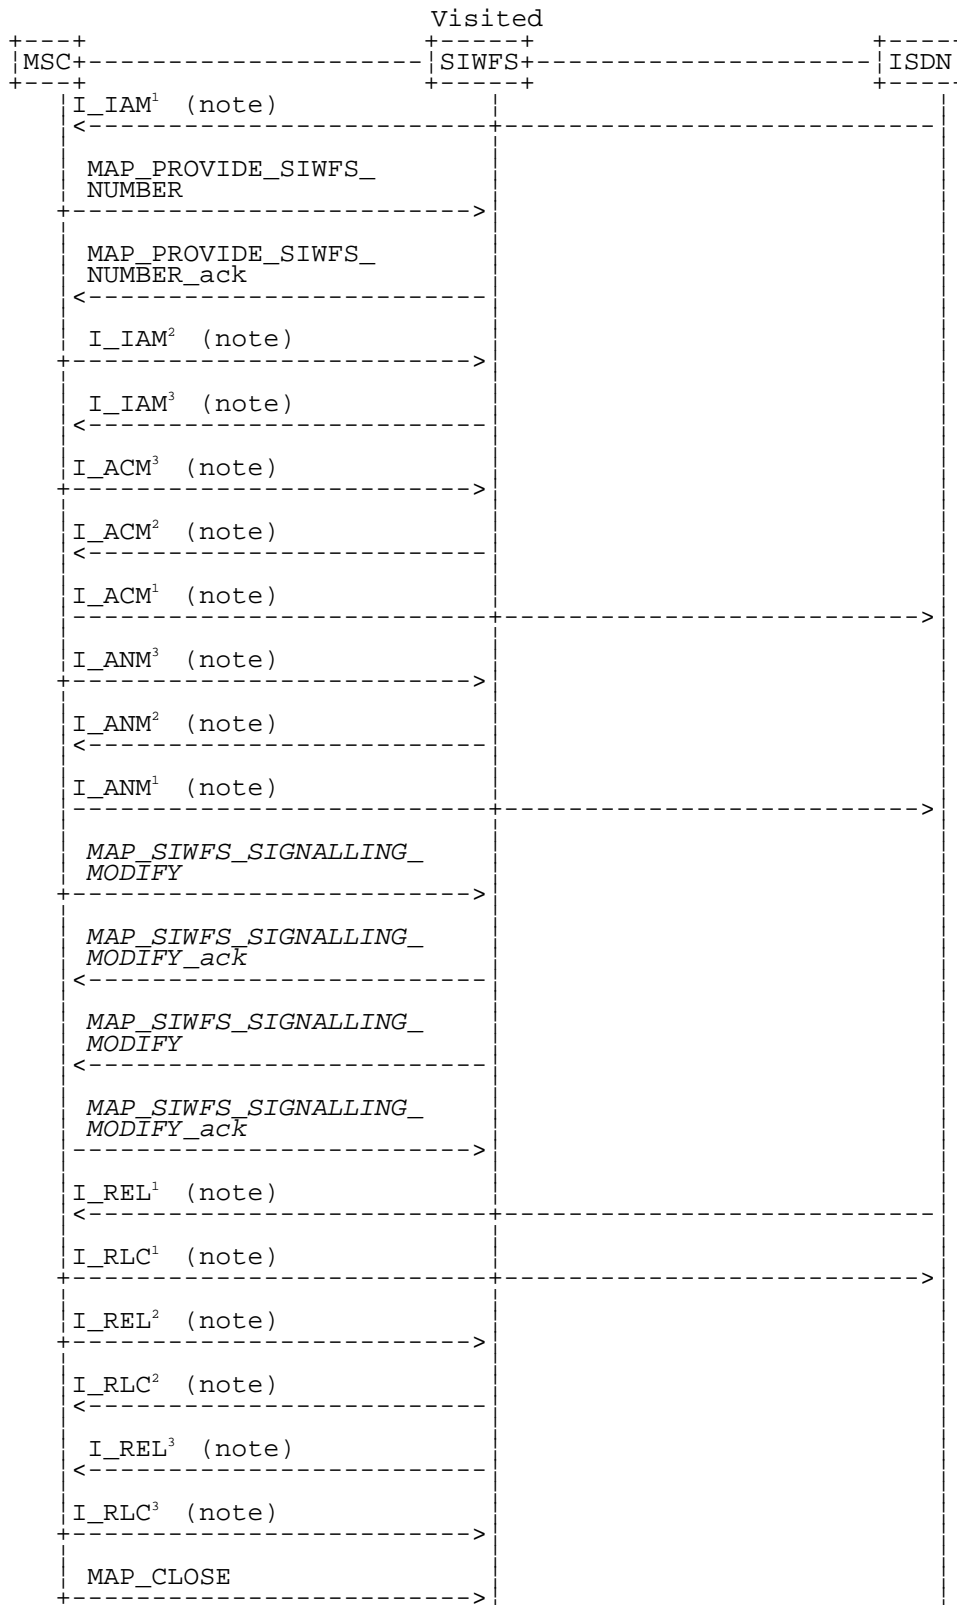 Visited
MSC SIWFS ISDN
I_IAM¹ (note)
MAP_PROVIDE_SIWFS_
NUMBER
MAP_PROVIDE_SIWFS_
NUMBER_ack
I_IAM² (note)
I_IAM³ (note)
I_ACM³ (note)
I_ACM² (note)
I_ACM¹ (note)
I_ANM³ (note)
I_ANM² (note)
I_ANM¹ (note)
MAP_SIWFS_SIGNALLING_
MODIFY
MAP_SIWFS_SIGNALLING_
MODIFY_ack
MAP_SIWFS_SIGNALLING_
MODIFY
MAP_SIWFS_SIGNALLING_
MODIFY_ack
I_REL¹ (note)
I_RLC¹ (note)
I_REL² (note)
I_RLC² (note)
I_REL³ (note)
I_RLC³ (note)
MAP_CLOSE